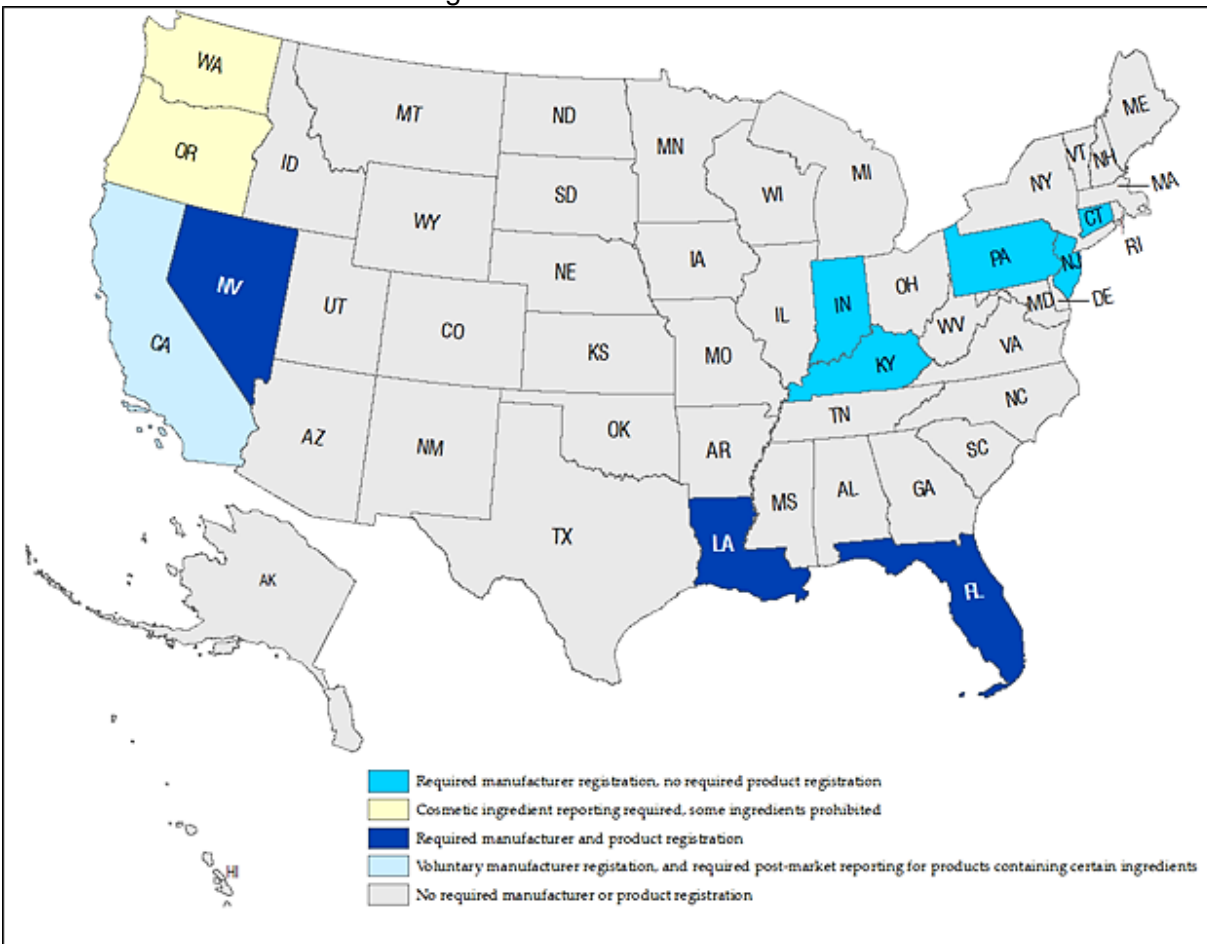 WA
OR
CA
NV
ID
MT
WY
UT
CO
AZ
NM
ND
SD
NE
KS
OK
TX
MN
IA
MO
AR
LA
WI
IL
MI
IN
OH
KY
TN
MS
AL
GA
FL
SC
NC
VA
WV
MD
DE
PA
NJ
NY
CT
RI
MA
VT
NH
ME
AK
HI
Required manufacturer registration, no required product registration
Cosmetic ingredient reporting required, some ingredients prohibited
Required manufacturer and product registration
Voluntary manufacturer registation, and required post-market reporting for products containing certain ingredients
No required manufacturer or product registration